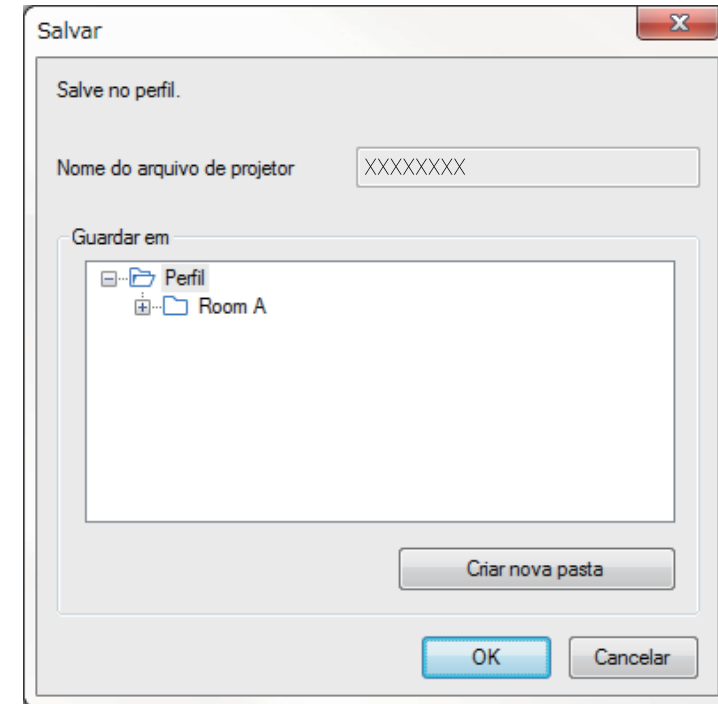 Salvar
Salve no perfil.
Nome do arquivo de projetor XXXXXXXX
Guardar em
Perfil
Room A
Criar nova pasta
OK Cancelar